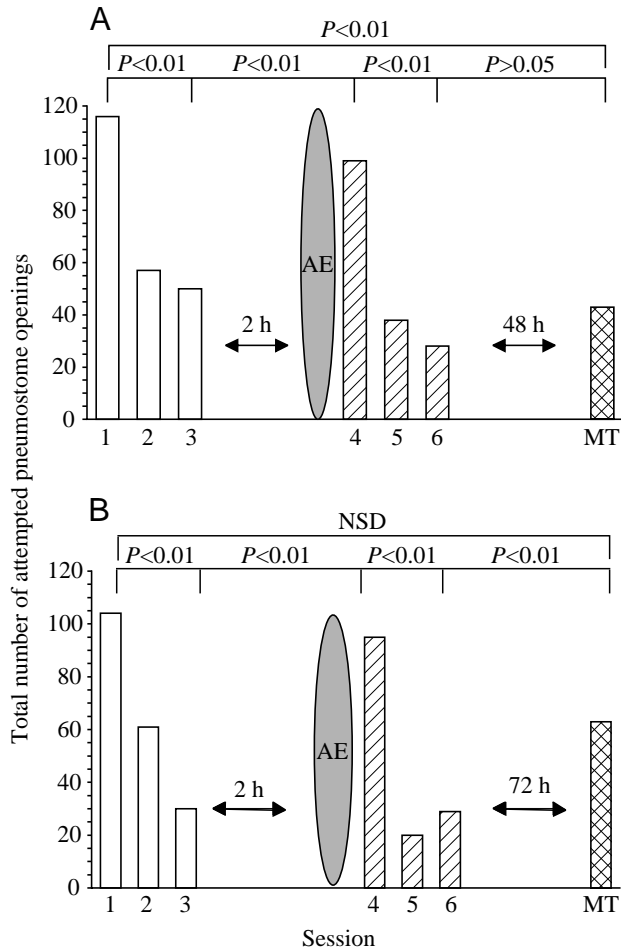 A
P<0.01
P<0.01 P<0.01 P<0.01 P>0.05
120
100
80
60
40
20
0
AE
2 h
48 h
1 2 3 4 5 6 MT
Total number of attempted pneumostome openings
B
NSD
P<0.01 P<0.01 P<0.01 P<0.01
120
100
80
60
40
20
0
AE
2 h
72 h
1 2 3 4 5 6 MT
Session